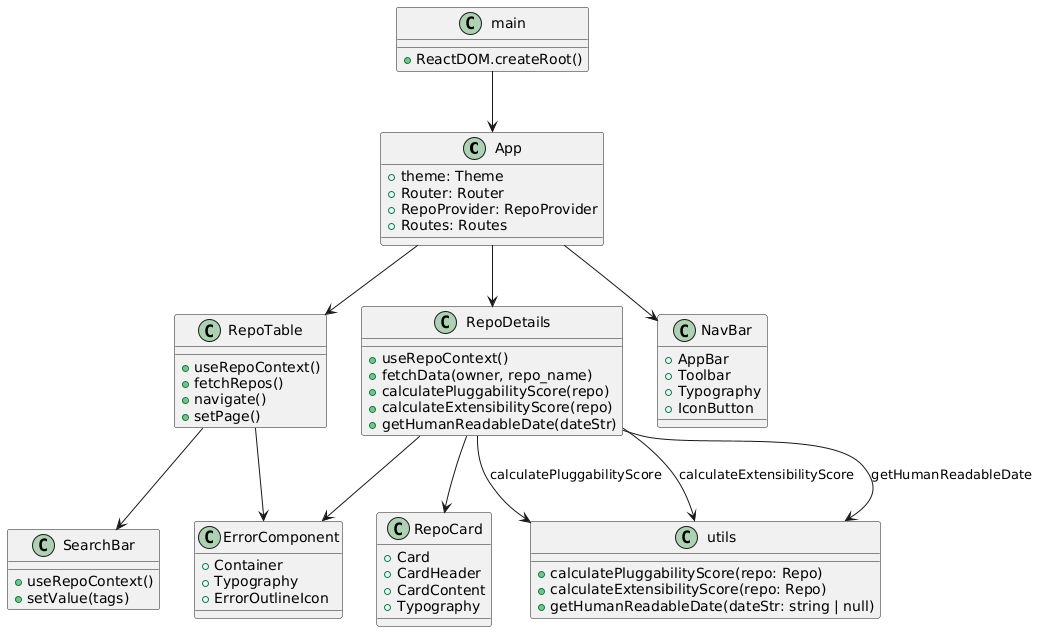 C main
ReactDOM.createRoot()
C App
theme: Theme
Router: Router
RepoProvider: RepoProvider
Routes: Routes
C RepoTable
useRepoContext()
fetchRepos()
navigate()
setPage()
C RepoDetails
useRepoContext()
fetchData(owner, repo_name)
calculatePluggabilityScore(repo)
calculateExtensibilityScore(repo)
getHumanReadableDate(dateStr)
C NavBar
AppBar
Toolbar
Typography
IconButton
calculatePluggabilityScore
calculateExtensibilityScore
getHumanReadableDate
C SearchBar
useRepoContext()
setValue(tags)
C ErrorComponent
Container
Typography
ErrorOutlineIcon
C RepoCard
Card
CardHeader
CardContent
Typography
C utils
calculatePluggabilityScore(repo: Repo)
calculateExtensibilityScore(repo: Repo)
getHumanReadableDate(dateStr: string | null)